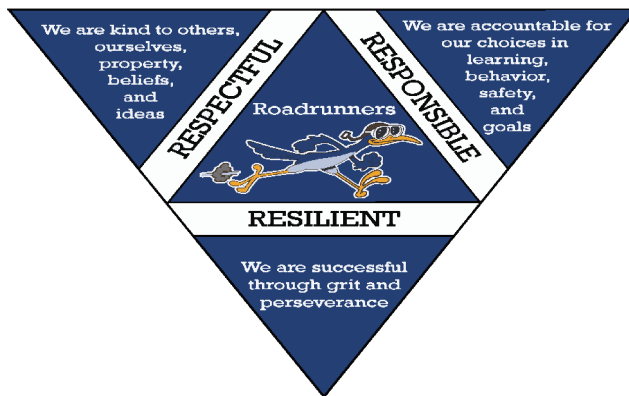 We are kind to others,
ourselves,
property,
beliefs,
and
ideas
RESPECTFUL
Roadrunners
RESPONSIBLE
We are accountable for
our choices in
learning,
behavior,
safety,
and
goals
RESILIENT
We are successful
through grit and
perseverance